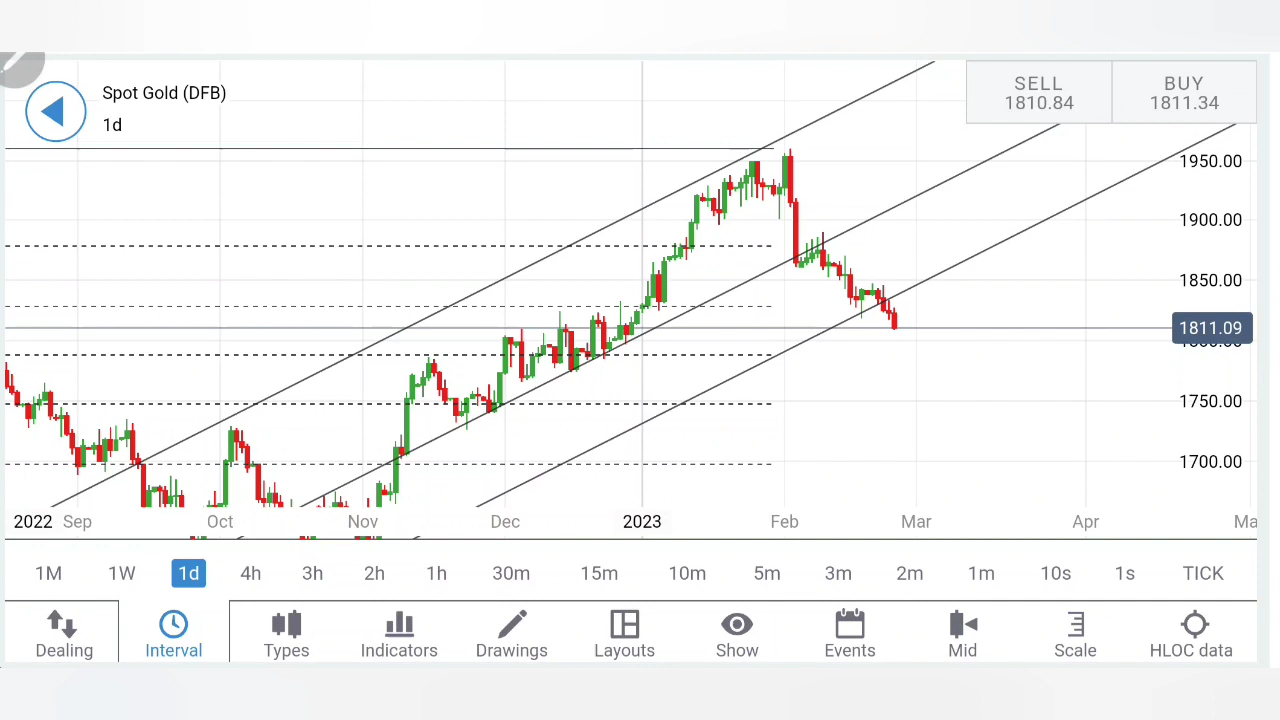 Spot Gold (DFB)
1d
SELL
1810.84
BUY
1811.34
1950.00
1900.00
1850.00
1811.09
1800.00
1750.00
1700.00
2022 Sep Oct Nov Dec 2023 Feb Mar Apr Ma
1M 1W 1d 4h 3h 2h 1h 30m 15m 10m 5m 3m 2m 1m 10s 1s TICK
Dealing Interval Types Indicators Drawings Layouts Show Events Mid Scale HLOC data